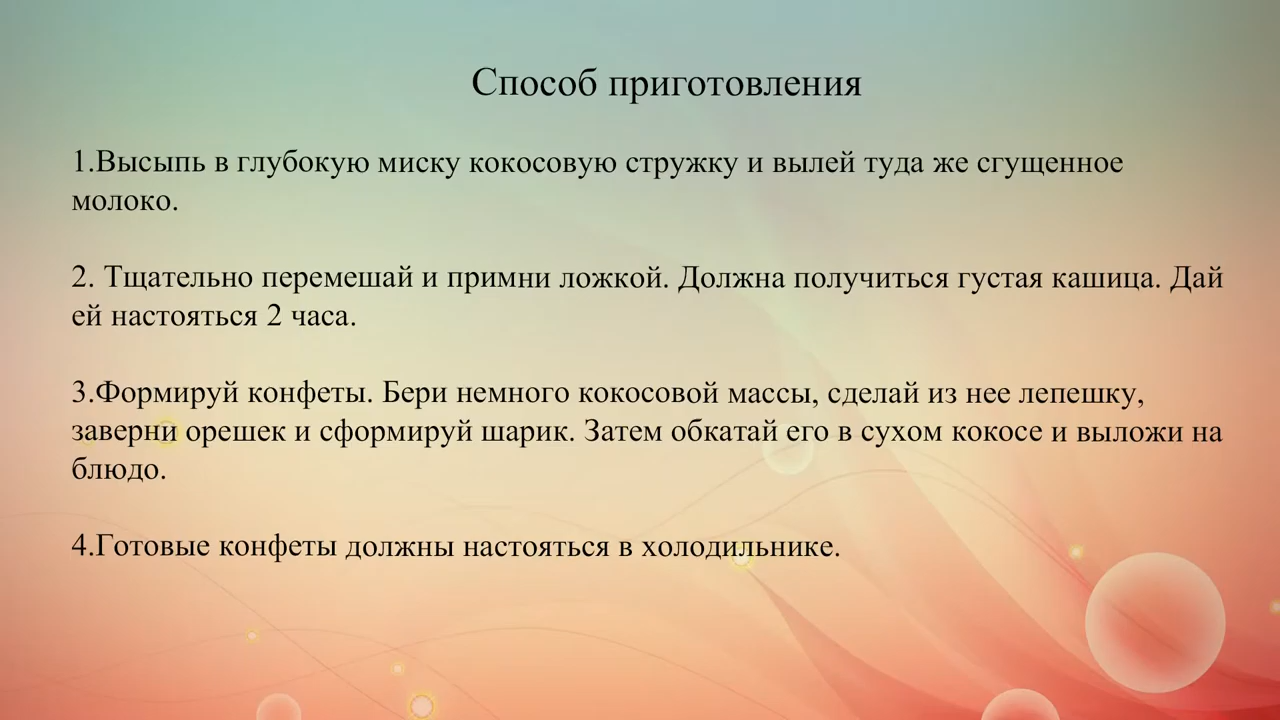 Способ приготовления
1.Высыпь в глубокую миску кокосовую стружку и вылей туда же сгущенное
молоко.
2. Тщательно перемешай и примни ложкой. Должна получиться густая кашица. Дай
ей настояться 2 часа.
3.Формируй конфеты. Бери немного кокосовой массы, сделай из нее лепешку,
заверни орешек и сформируй шарик. Затем обкатай его в сухом кокосе и выложи на
блюдо.
4.Готовые конфеты должны настояться в холодильнике.